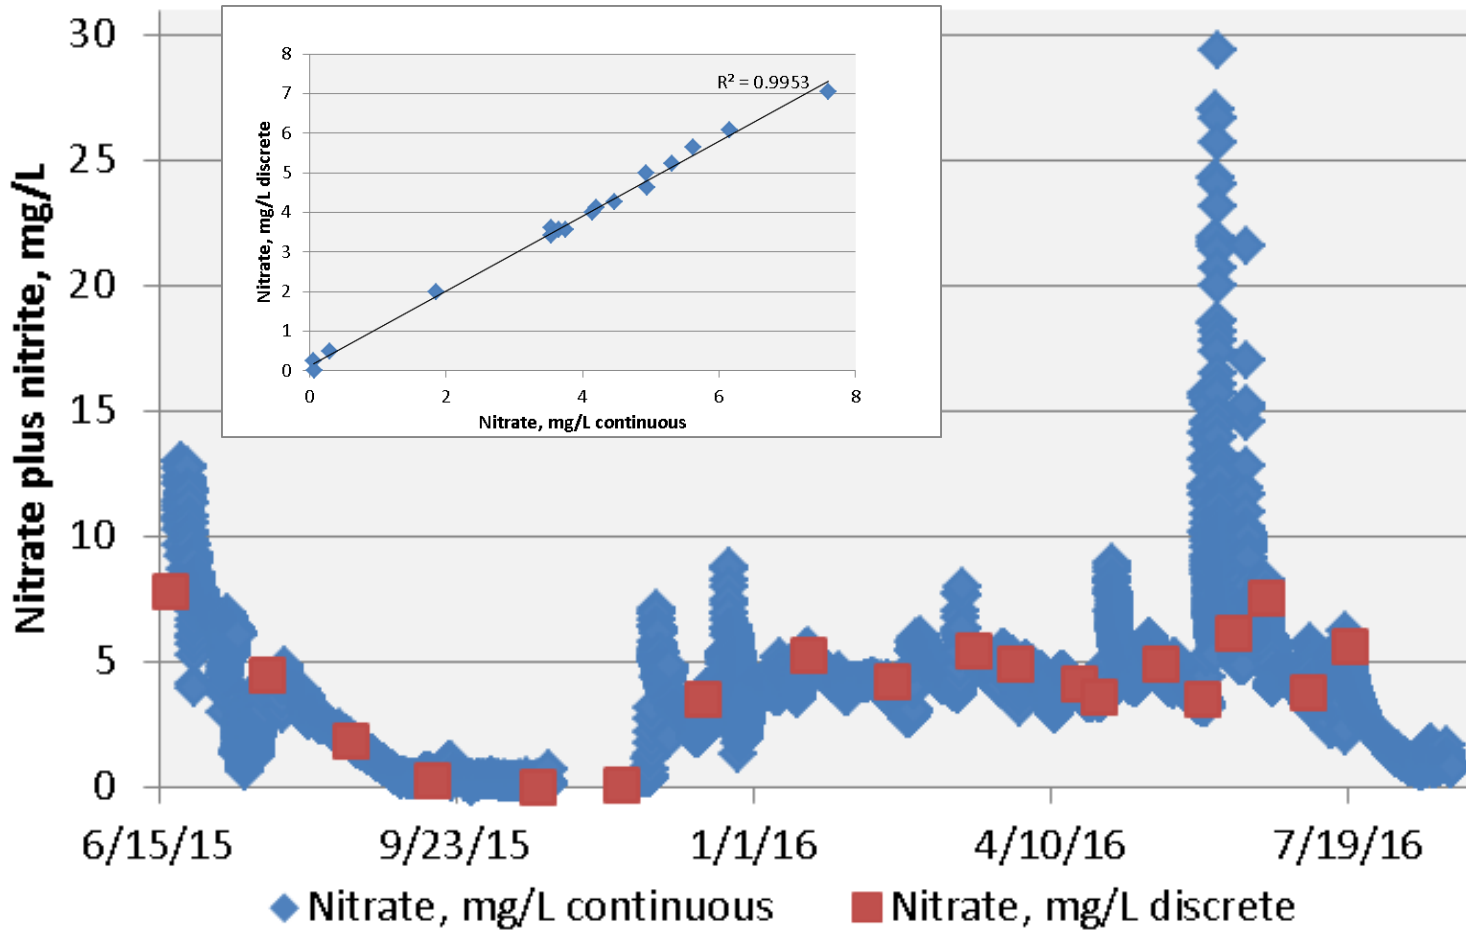 Nitrate plus nitrite, mg/L
30
25
20
15
10
5
0
8
7
6
5
4
3
2
1
0
Nitrate, mg/L discrete
R² = 0.9953
0 2 4 6 8
Nitrate, mg/L continuous
6/15/15 9/23/15 1/1/16 4/10/16 7/19/16
Nitrate, mg/L continuous Nitrate, mg/L discrete